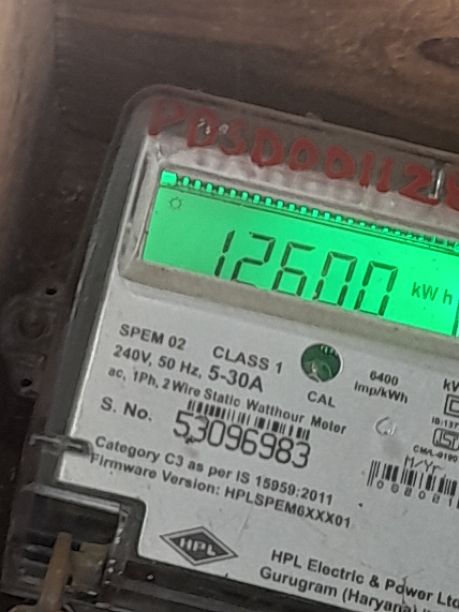 PDSD00112
12600 kWh
SPEM 02 CLASS 1
240V, 50 Hz, 5-30A
6400
imp/kWh
CAL
ac, 1Ph, 2 Wire Static Watthour Meter
S. No.
53096983
Category C3 as per IS 15959:2011
Firmware Version: HPLSPEM6XXX01
M/Yr
HPL
HPL Electric & Power Ltd
Gurugram (Haryana)